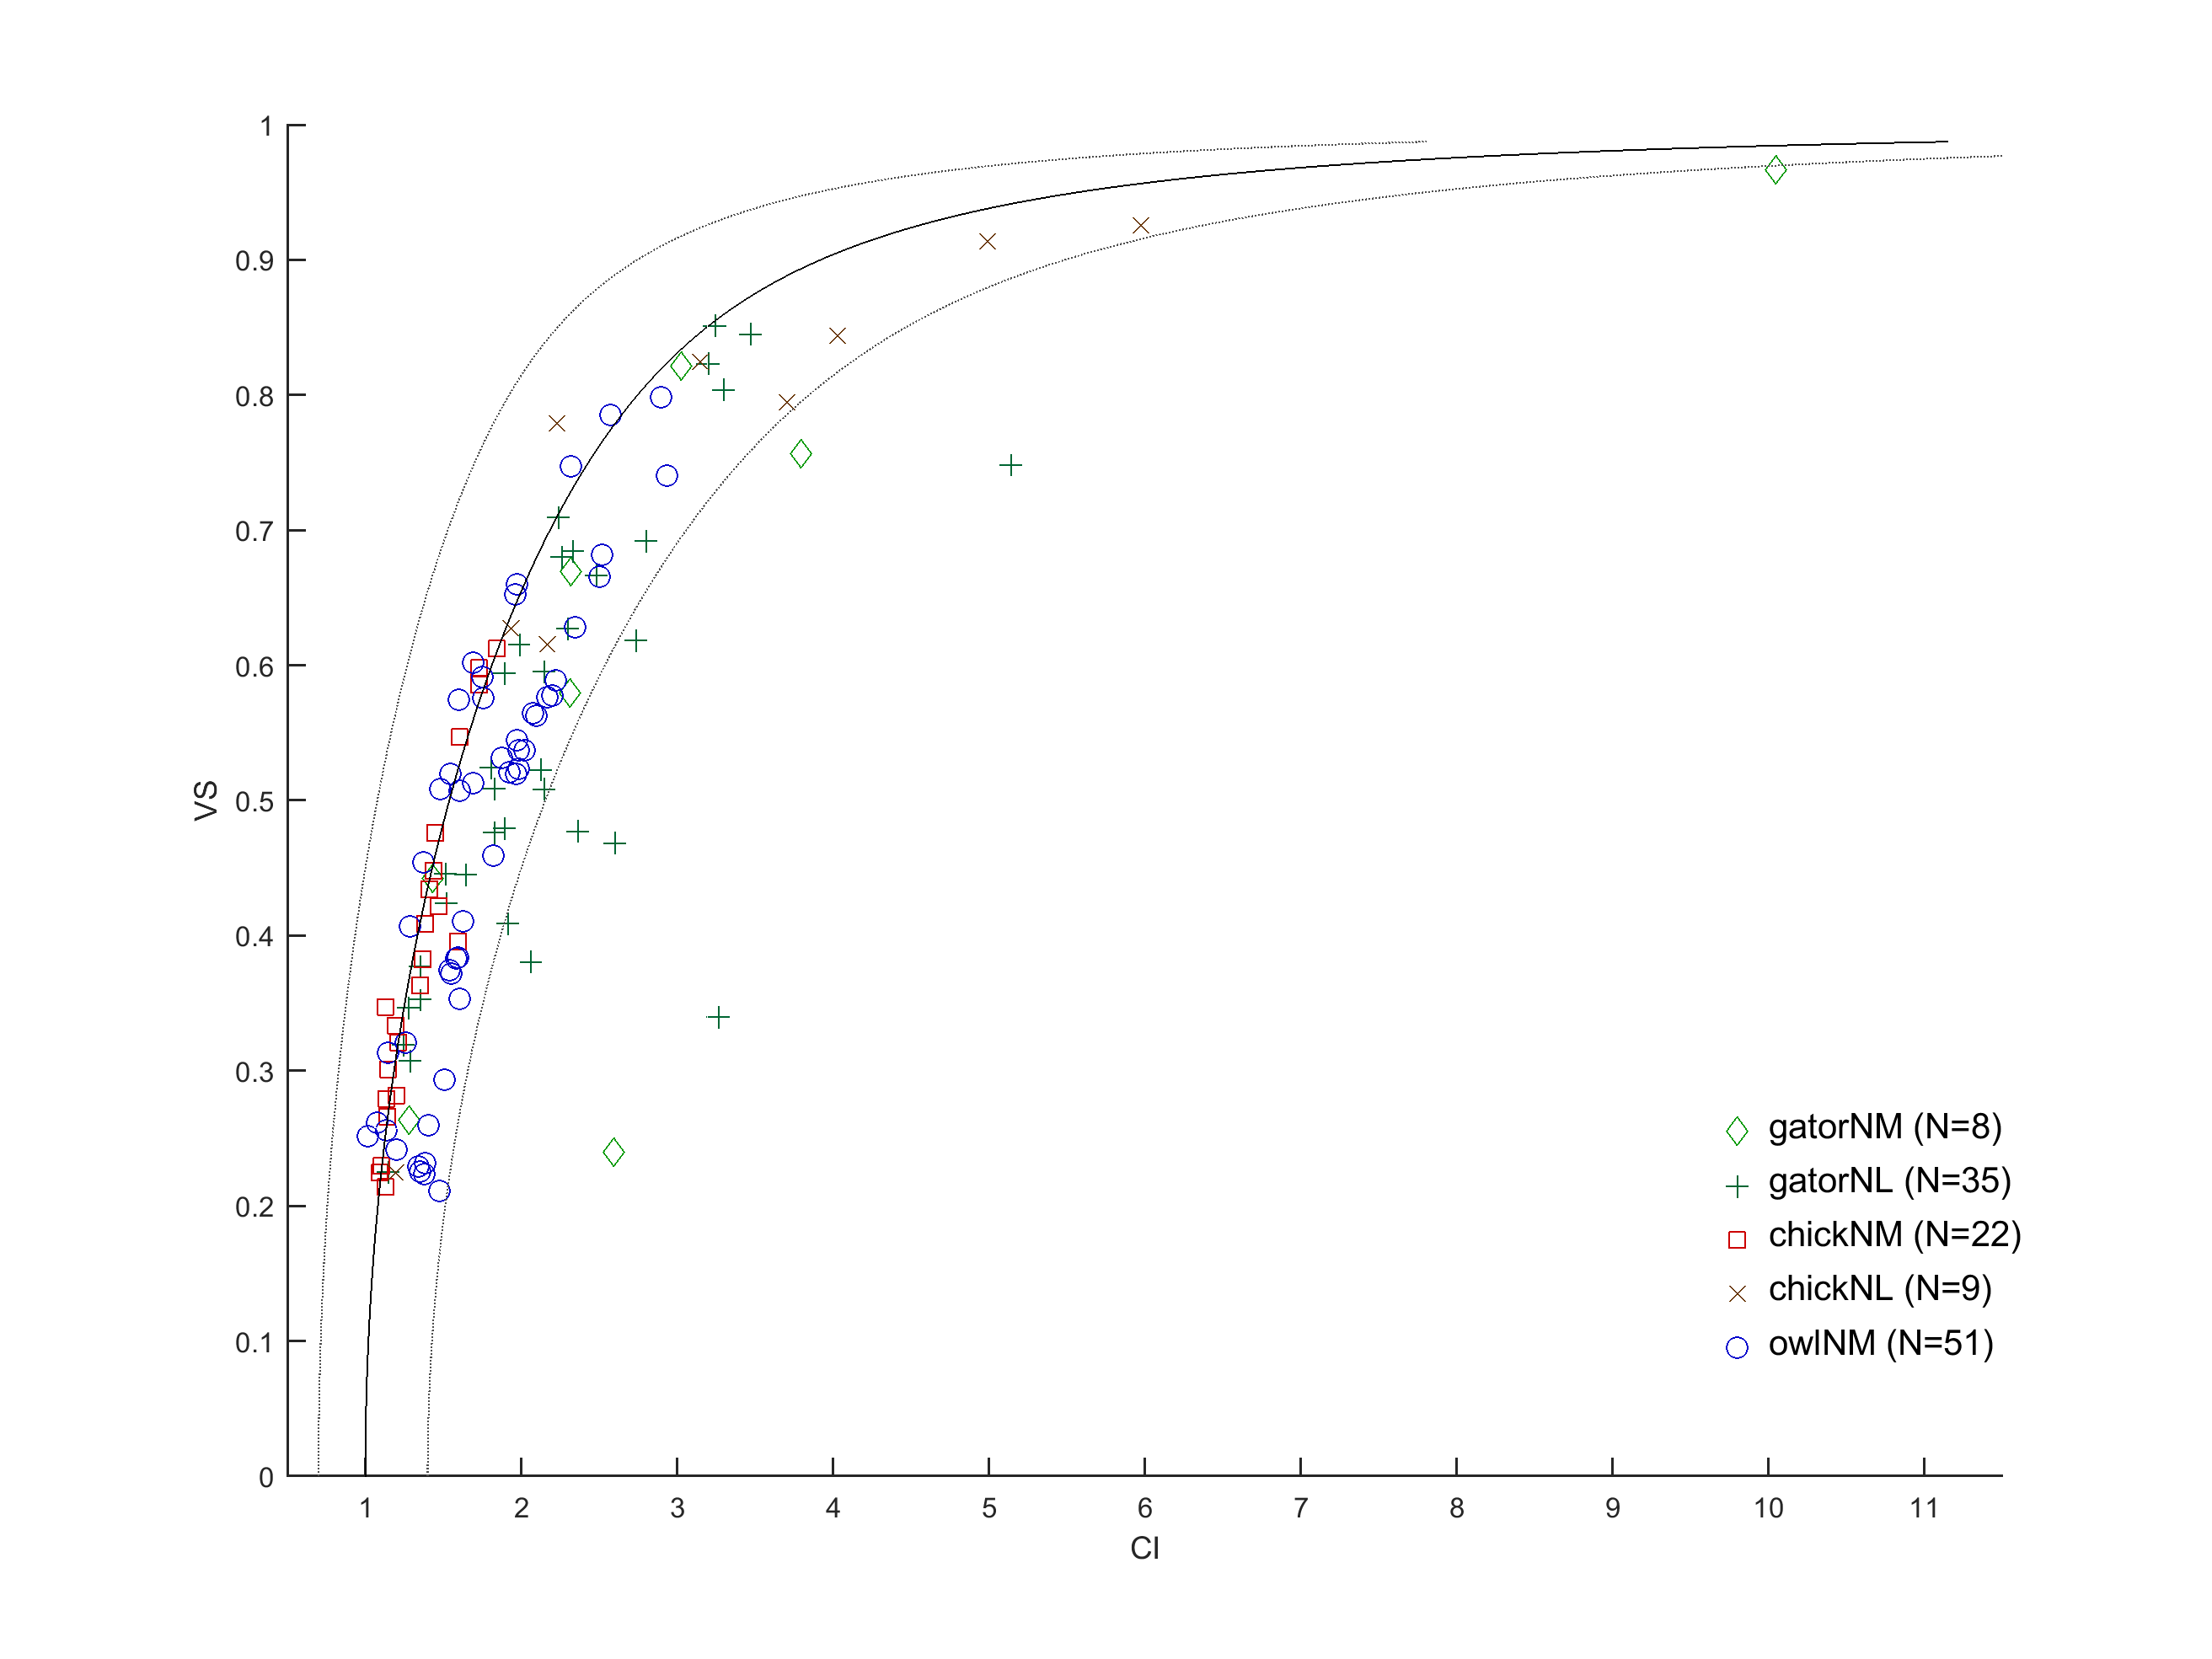 1
0.9
0.8
0.7
0.6
0.5
0.4
0.3
0.2
0.1
0
VS
1 2 3 4 5 6 7 8 9 10 11
CI
gatorNM (N=8)
gatorNL (N=35)
chickNM (N=22)
chickNL (N=9)
owlNM (N=51)